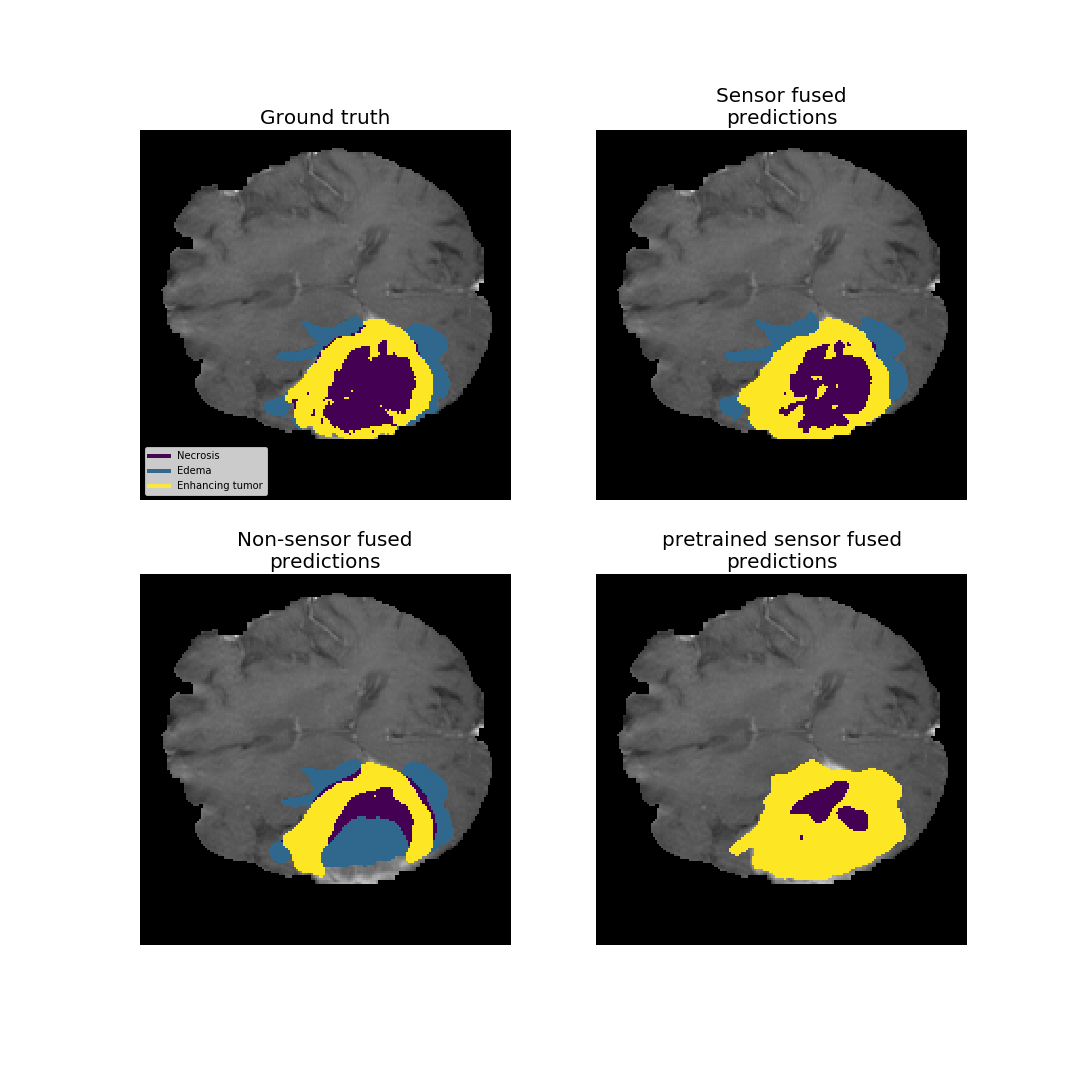 Ground truth
Sensor fused
predictions
Necrosis
Edema
Enhancing tumor
Non-sensor fused
predictions
pretrained sensor fused
predictions